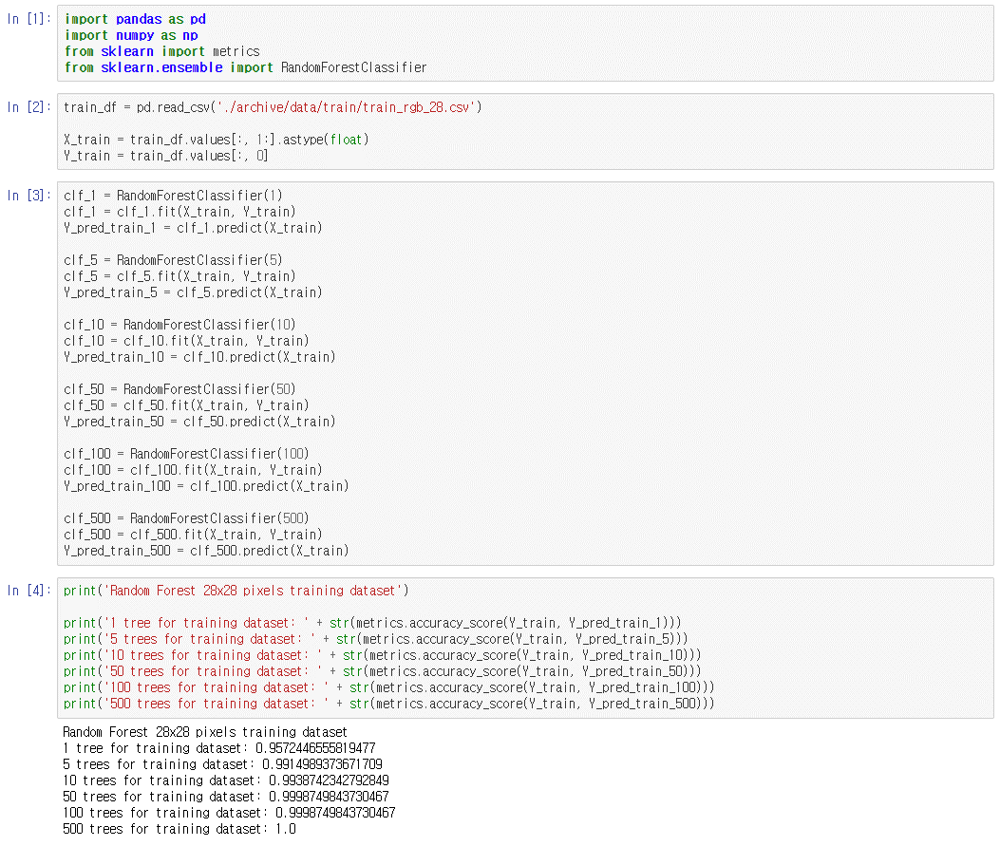 In [1]:
import pandas as pd
import numpy as np
from sklearn import metrics
from sklearn.ensemble import RandomForestClassifier
In [2]:
train_df = pd.read_csv('./archive/data/train/train_rgb_28.csv')
X_train = train_df.values[:, 1:].astype(float)
Y_train = train_df.values[:, 0]
In [3]:
clf_1 = RandomForestClassifier(1)
clf_1 = clf_1.fit(X_train, Y_train)
Y_pred_train_1 = clf_1.predict(X_train)
clf_5 = RandomForestClassifier(5)
clf_5 = clf_5.fit(X_train, Y_train)
Y_pred_train_5 = clf_5.predict(X_train)
clf_10 = RandomForestClassifier(10)
clf_10 = clf_10.fit(X_train, Y_train)
Y_pred_train_10 = clf_10.predict(X_train)
clf_50 = RandomForestClassifier(50)
clf_50 = clf_50.fit(X_train, Y_train)
Y_pred_train_50 = clf_50.predict(X_train)
clf_100 = RandomForestClassifier(100)
clf_100 = clf_100.fit(X_train, Y_train)
Y_pred_train_100 = clf_100.predict(X_train)
clf_500 = RandomForestClassifier(500)
clf_500 = clf_500.fit(X_train, Y_train)
Y_pred_train_500 = clf_500.predict(X_train)
In [4]:
print('Random Forest 28x28 pixels training dataset')
print('1 tree for training dataset: ' + str(metrics.accuracy_score(Y_train, Y_pred_train_1)))
print('5 trees for training dataset: ' + str(metrics.accuracy_score(Y_train, Y_pred_train_5)))
print('10 trees for training dataset: ' + str(metrics.accuracy_score(Y_train, Y_pred_train_10)))
print('50 trees for training dataset: ' + str(metrics.accuracy_score(Y_train, Y_pred_train_50)))
print('100 trees for training dataset: ' + str(metrics.accuracy_score(Y_train, Y_pred_train_100)))
print('500 trees for training dataset: ' + str(metrics.accuracy_score(Y_train, Y_pred_train_500)))
Random Forest 28x28 pixels training dataset
1 tree for training dataset: 0.9572446555819477
5 trees for training dataset: 0.9914989373671709
10 trees for training dataset: 0.9938742342792849
50 trees for training dataset: 0.9998749843730467
100 trees for training dataset: 0.9998749843730467
500 trees for training dataset: 1.0